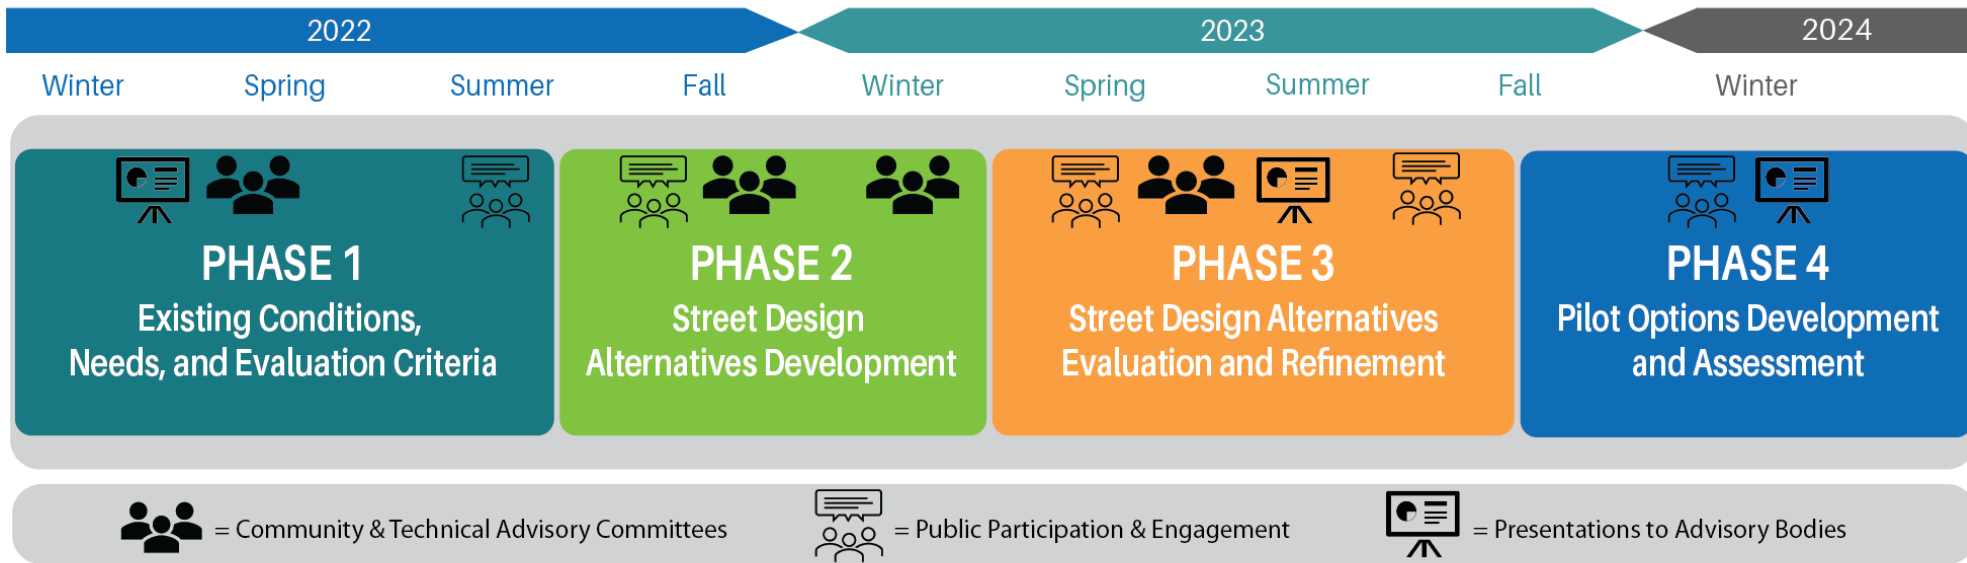 2022
2023
2024
Winter
Spring
Summer
Fall
Winter
Spring
Summer
Fall
Winter
PHASE 1
Existing Conditions,
Needs, and Evaluation Criteria
PHASE 2
Street Design
Alternatives Development
PHASE 3
Street Design Alternatives
Evaluation and Refinement
PHASE 4
Pilot Options Development
and Assessment
= Community & Technical Advisory Committees
= Public Participation & Engagement
= Presentations to Advisory Bodies